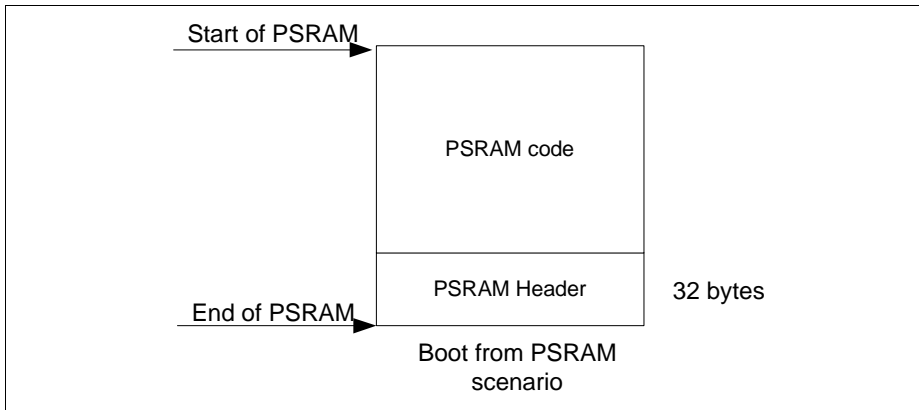 Start of PSRAM
PSRAM code
PSRAM Header
32 bytes
End of PSRAM
Boot from PSRAM
scenario